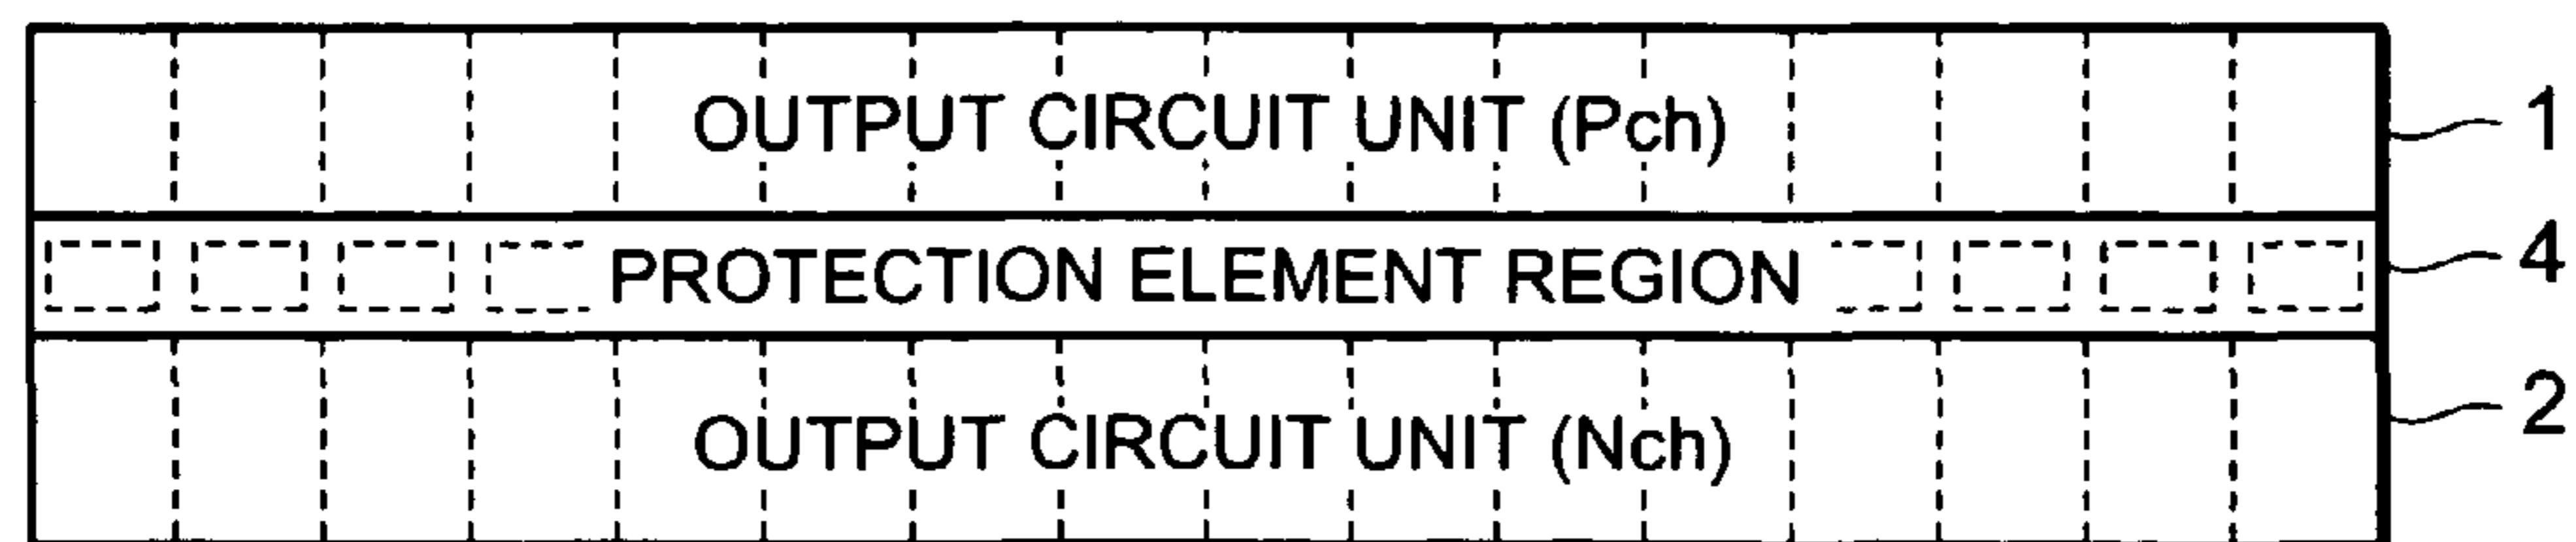 OUTPUT CIRCUIT UNIT (Pch) 1
PROTECTION ELEMENT REGION 4
OUTPUT CIRCUIT UNIT (Nch) 2